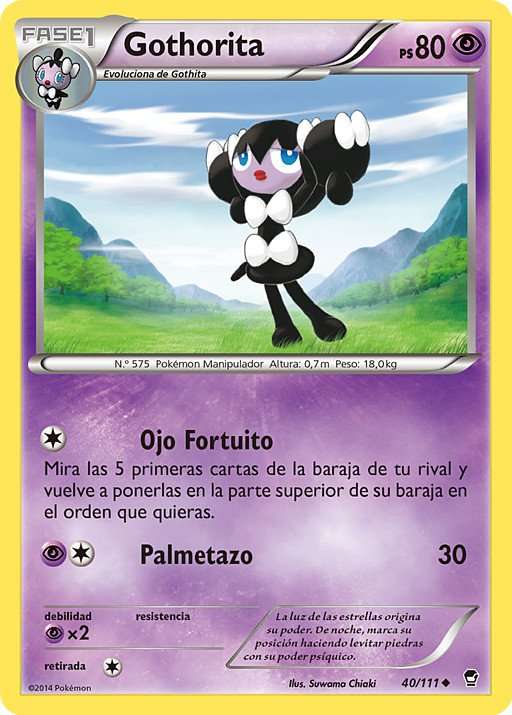 FASE1
Gothorita
PS80
Evoluciona de Gothita
N.º 575 Pokémon Manipulador Altura: 0,7m Peso: 18,0kg
Ojo Fortuito
Mira las 5 primeras cartas de la baraja de tu rival y
vuelve a ponerlas en la parte superior de su baraja en
el orden que quieras.
Palmetazo 30
debilidad resistencia
×2
La luz de las estrellas origina
su poder. De noche, marca su
posición haciendo levitar piedras
con su poder psíquico.
retirada
©2014 Pokémon
Ilus. Suwama Chiaki
40/111